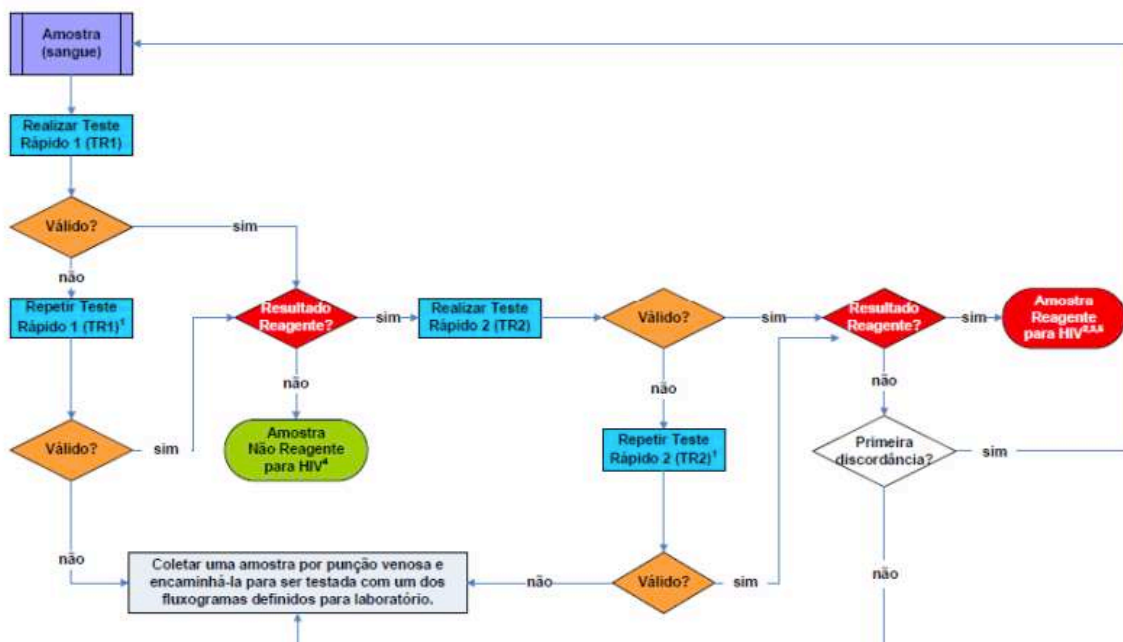 Amostra
(sangue)
Realizar Teste
Rápido 1 (TR1)
Válido?
sim
não
Repetir Teste
Rápido 1 (TR1)¹
Resultado
Reagente?
sim
Realizar Teste
Rápido 2 (TR2)
Válido?
sim
Resultado
Reagente?
sim
Amostra
Reagente
para HIV
não
não
não
Válido?
sim
Amostra
Não Reagente
para HIV⁴
Repetir Teste
Rápido 2 (TR2)¹
Primeira
discordância?
sim
não
Coletar uma amostra por punção venosa e
encaminhá-la para ser testada com um dos
fluxogramas definidos para laboratório.
não
Válido?
sim
não